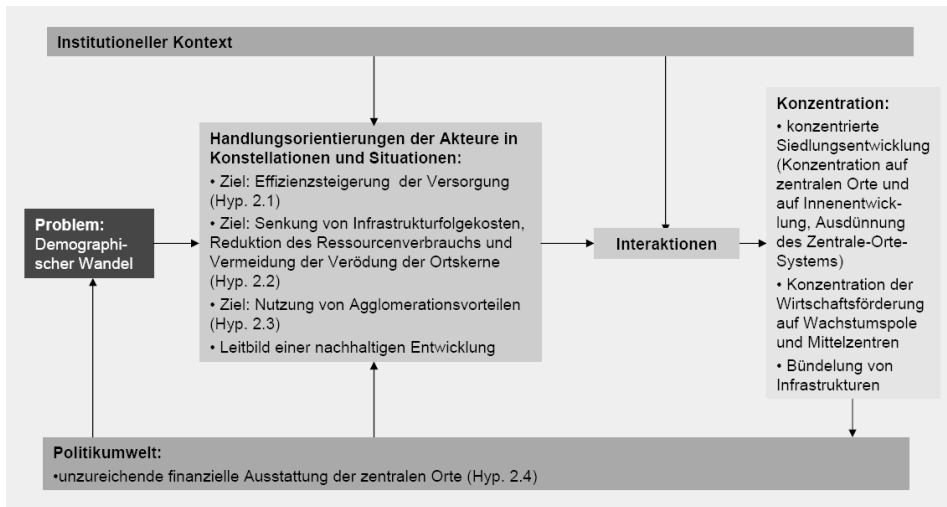 Institutioneller Kontext
Problem:
Demographi-
scher Wandel
Handlungsorientierungen der Akteure in
Konstellationen und Situationen:
• Ziel: Effizienzsteigerung der Versorgung
(Hyp. 2.1)
• Ziel: Senkung von Infrastrukturfolgekosten,
Reduktion des Ressourcenverbrauchs und
Vermeidung der Verödung der Ortskerne
(Hyp. 2.2)
• Ziel: Nutzung von Agglomerationsvorteilen
(Hyp. 2.3)
• Leitbild einer nachhaltigen Entwicklung
Interaktionen
Konzentration:
• konzentrierte
Siedlungsentwicklung
(Konzentration auf
zentralen Orte und
auf Innenentwick-
lung, Ausdünnung
des Zentrale-Orte-
Systems)
• Konzentration der
Wirtschaftsförderung
auf Wachstumspole
und Mittelzentren
• Bündelung von
Infrastrukturen
Politikumwelt:
•unzureichende finanzielle Ausstattung der zentralen Orte (Hyp. 2.4)